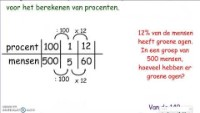 voor het berekenen van procenten.
: 100 x 12
procent 100 1 12
mensen 500 5 60
: 100 x 12
12% van de mensen
heeft groene ogen.
In een groep van
500 mensen,
hoeveel hebben er
groene ogen?